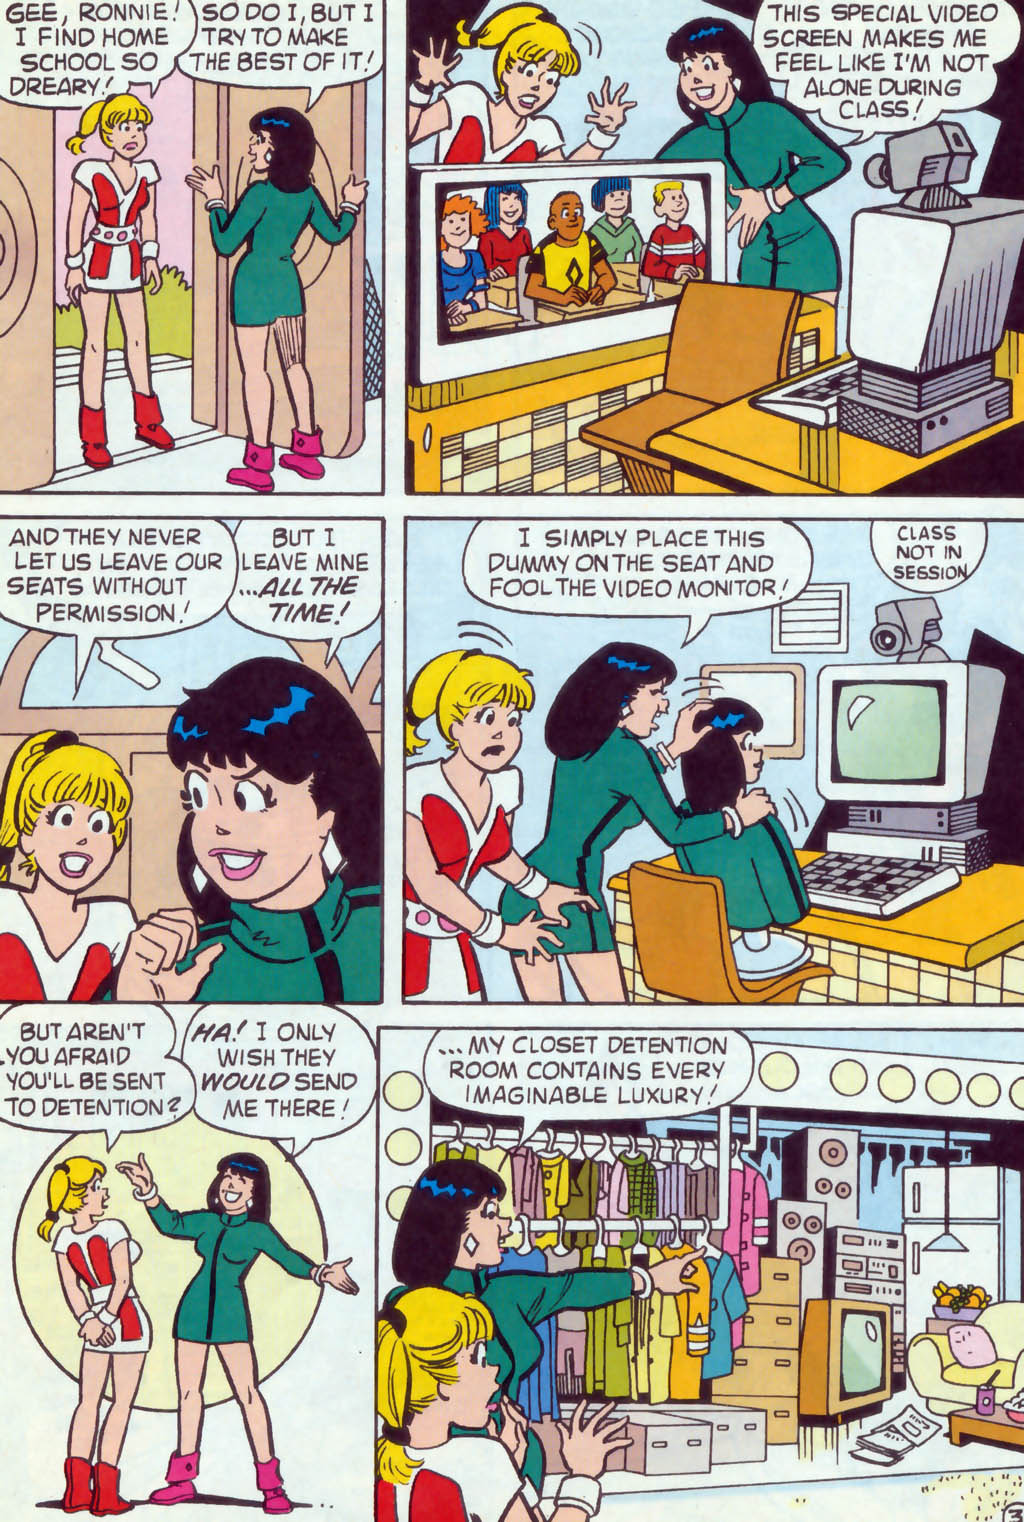 GEE, RONNIE!
I FIND HOME
SCHOOL SO
DREARY!
SO DO I, BUT I
TRY TO MAKE
THE BEST OF IT!
THIS SPECIAL VIDEO
SCREEN MAKES ME
FEEL LIKE I'M NOT
ALONE DURING
CLASS!
AND THEY NEVER
LET US LEAVE OUR
SEATS WITHOUT
PERMISSION!
BUT I
LEAVE MINE
...ALL THE
TIME!
I SIMPLY PLACE THIS
DUMMY ON THE SEAT AND
FOOL THE VIDEO MONITOR!
CLASS
NOT IN
SESSION
BUT AREN'T
YOU AFRAID
YOU'LL BE SENT
TO DETENTION?
HA! I ONLY
WISH THEY
WOULD SEND
ME THERE!
...MY CLOSET DETENTION
ROOM CONTAINS EVERY
IMAGINABLE LUXURY!
3